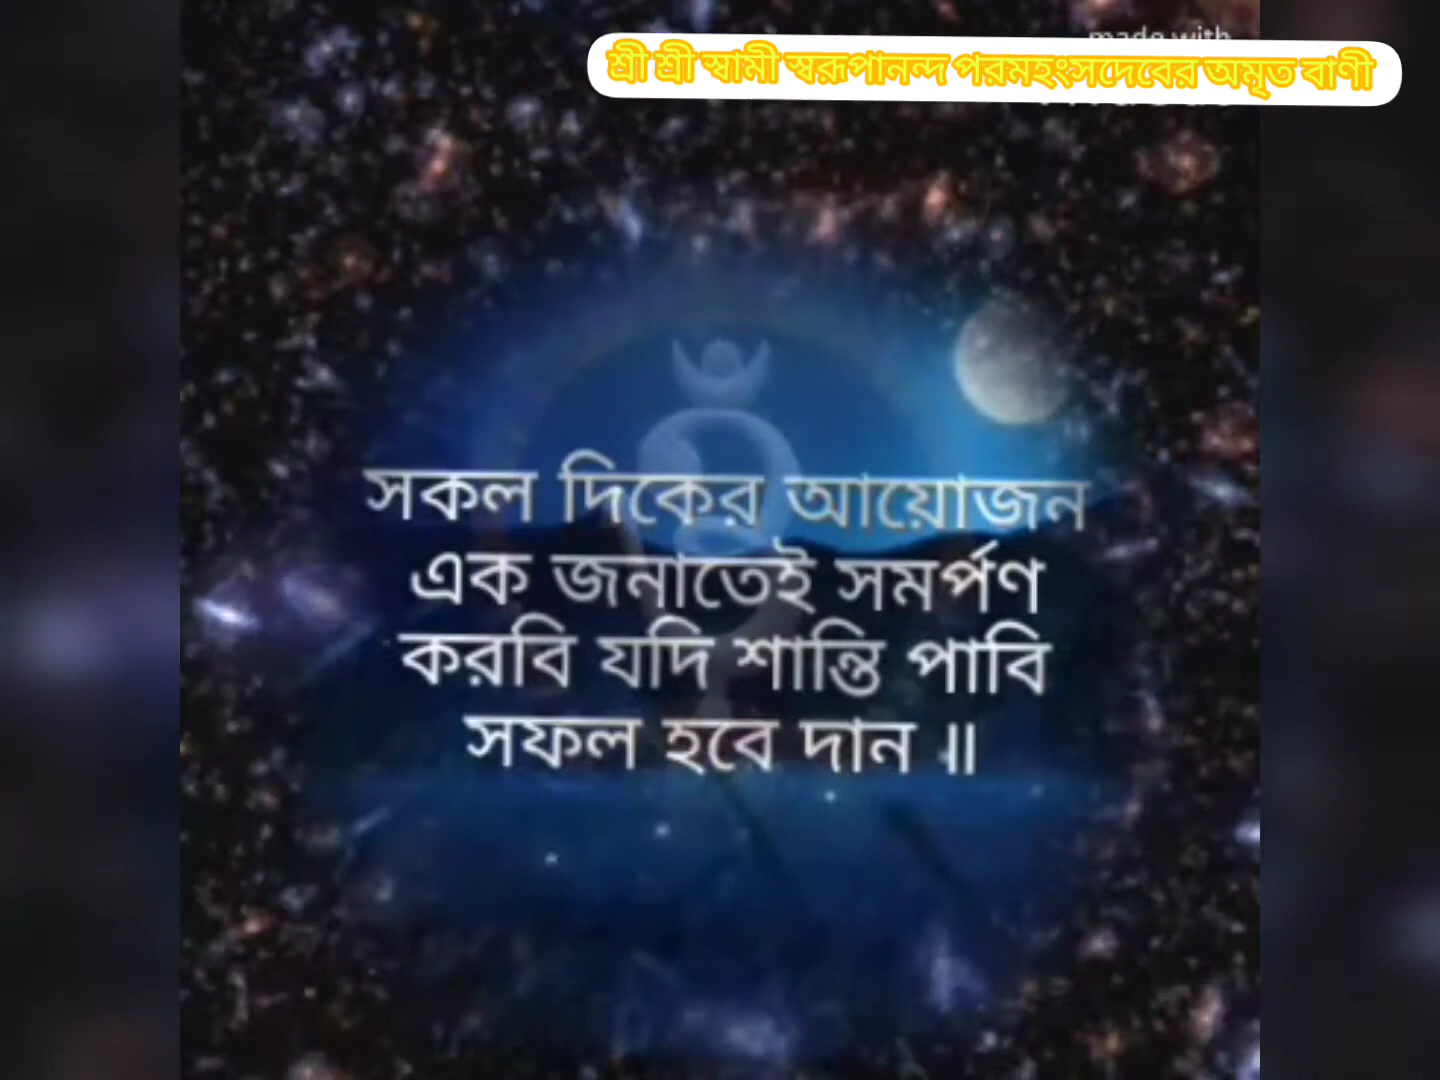 made with
শ্রী শ্রী স্বামী স্বরূপানন্দ পরমহংসদেবের অমৃত বাণী
সকল দিকের আয়োজন
এক জনাতেই সমর্পণ
করবি যদি শান্তি পাবি
সফল হবে দান ॥